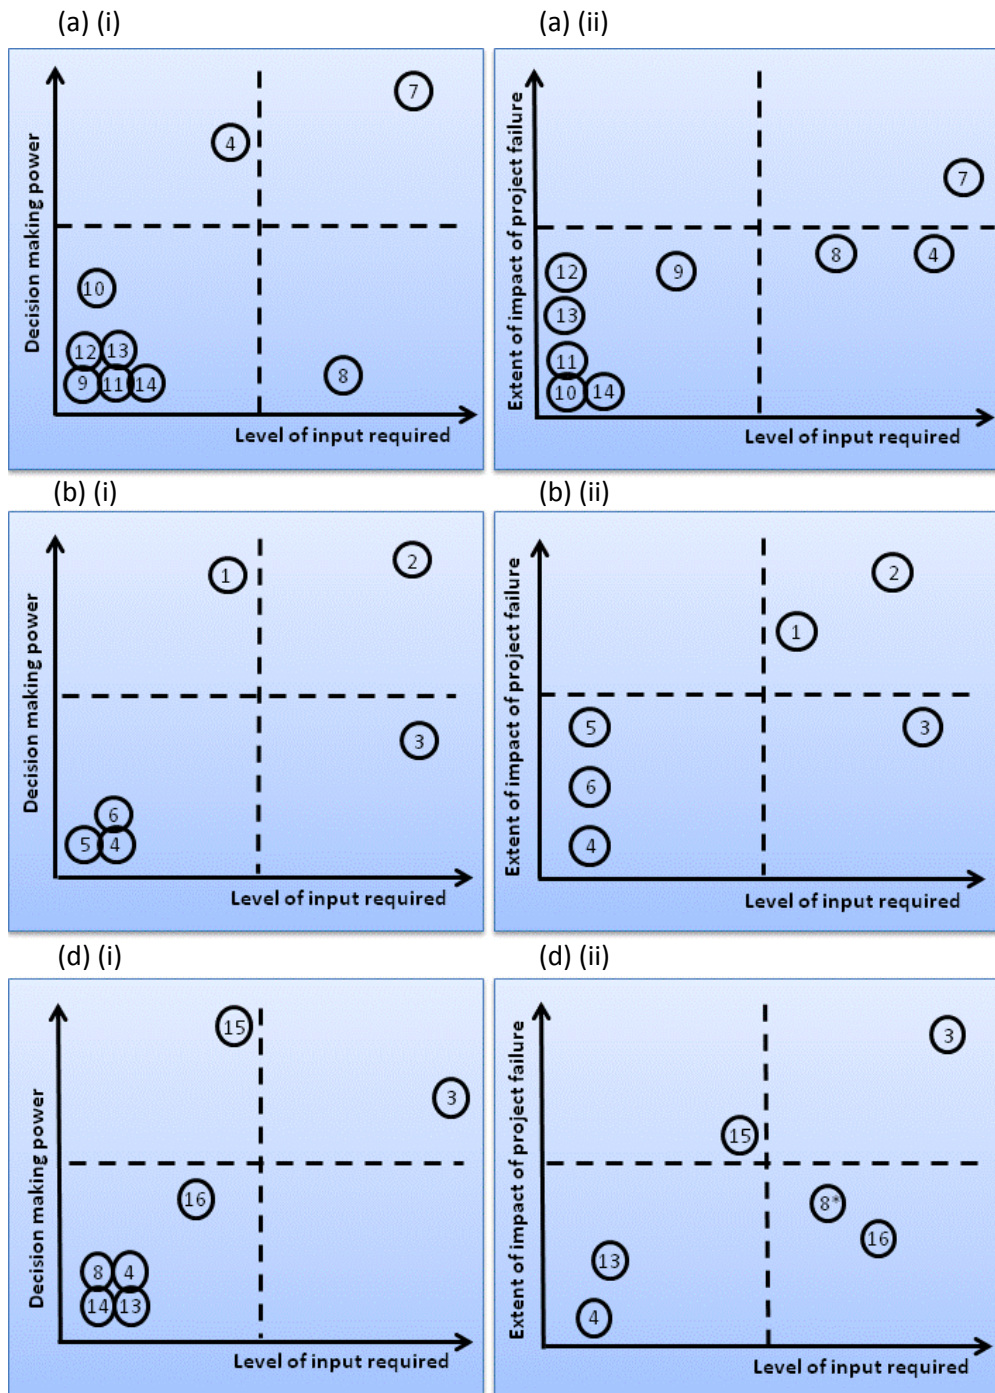 (a) (i)
(a) (ii)
Decision making power
7
4
10
12
13
9
11
14
8
Level of input required
Extent of impact of project failure
7
8
4
12
9
13
11
10
14
Level of input required
(b) (i)
(b) (ii)
Decision making power
1
2
3
6
5
4
Level of input required
Extent of impact of project failure
2
1
5
3
6
4
Level of input required
(d) (i)
(d) (ii)
Decision making power
15
3
16
8
4
14
13
Level of input required
Extent of impact of project failure
3
15
8*
16
13
4
Level of input required